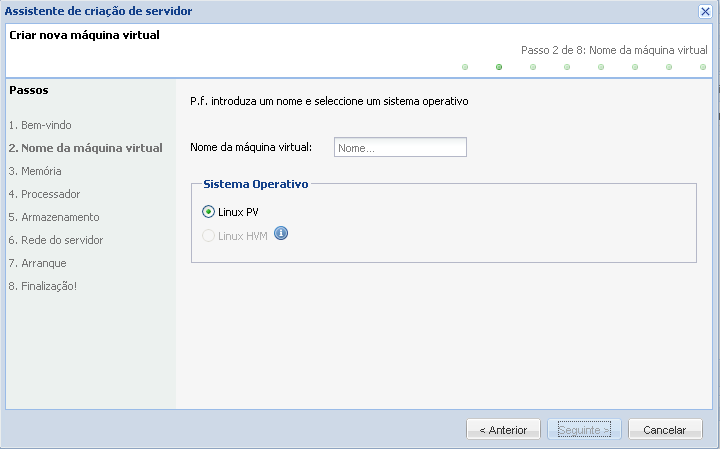 Assistente de criação de servidor
Criar nova máquina virtual
Passo 2 de 8: Nome da máquina virtual
Passos
1. Bem-vindo
2. Nome da máquina virtual
3. Memória
4. Processador
5. Armazenamento
6. Rede do servidor
7. Arranque
8. Finalização!
P.f. introduza um nome e seleccione um sistema operativo
Nome da máquina virtual: Nome...
Sistema Operativo
Linux PV
Linux HVM
< Anterior Seguinte > Cancelar